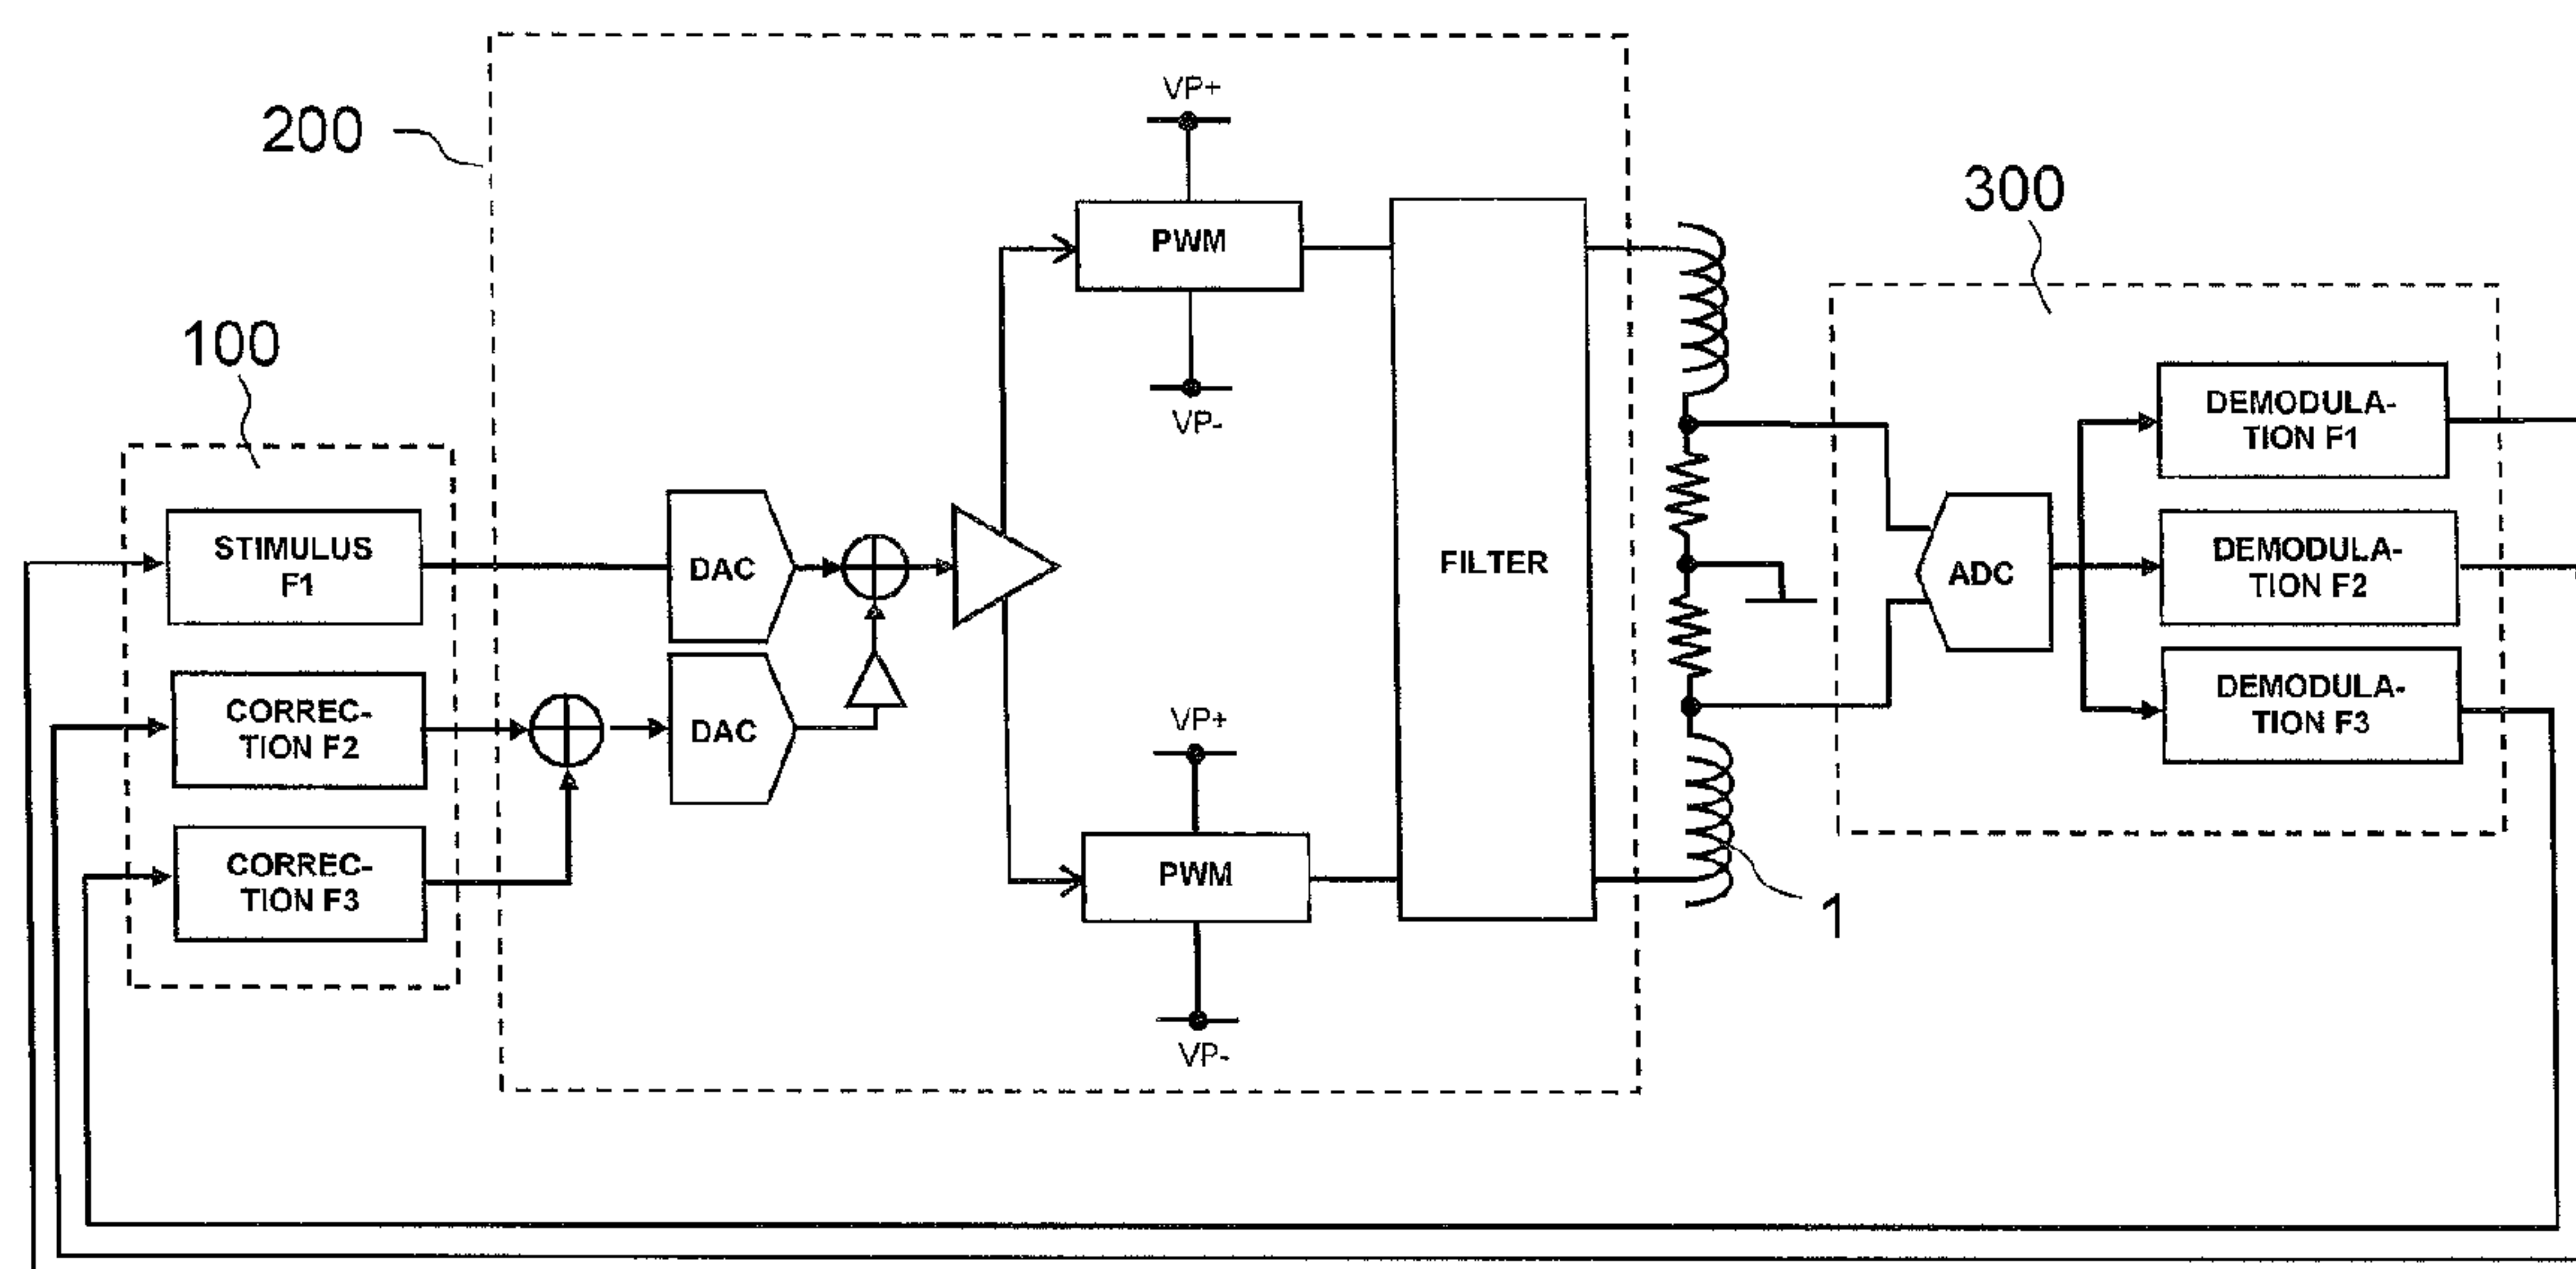 200
VP+
PWM
VP-
300
100
FILTER
DEMODULA-
TION F1
STIMULUS
F1
DAC
ADC
DEMODULA-
TION F2
CORREC-
TION F2
DAC
DEMODULA-
TION F3
VP+
CORREC-
TION F3
PWM
1
VP-